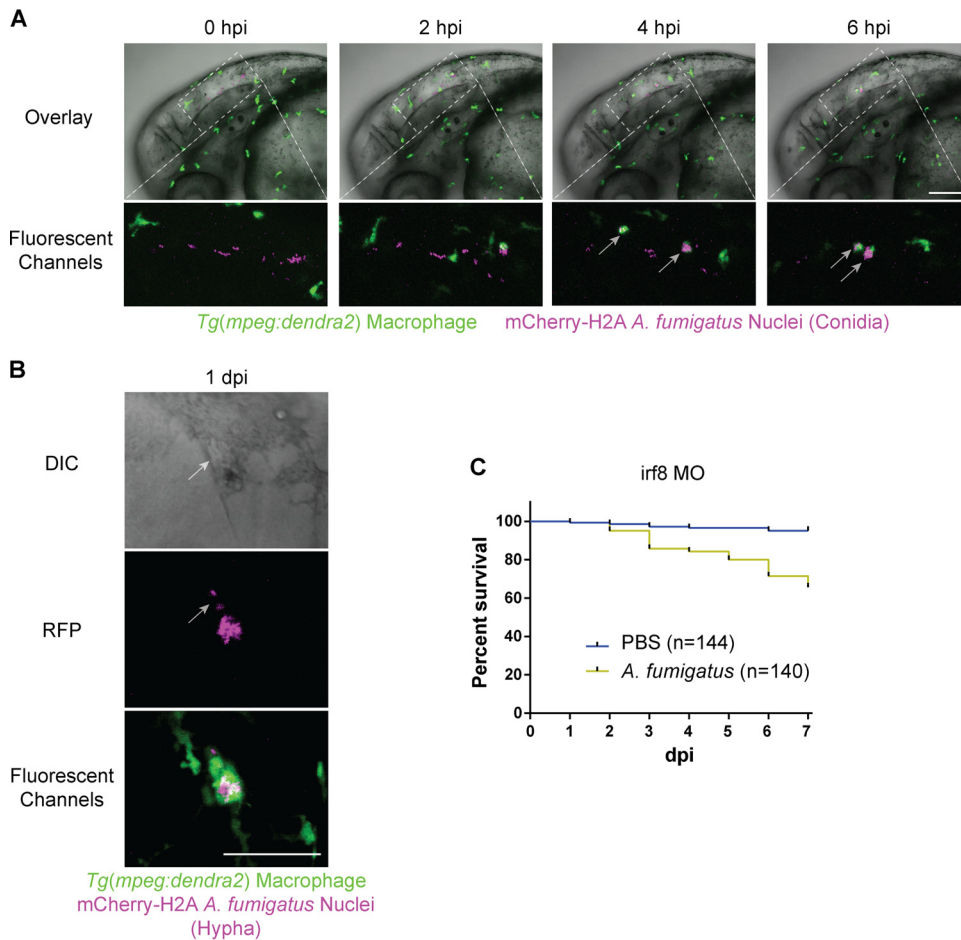 A
0 hpi 2 hpi 4 hpi 6 hpi
Overlay
Fluorescent
Channels
Tg(mpeg:dendra2) Macrophage mCherry-H2A A. fumigatus Nuclei (Conidia)
B
1 dpi
DIC
RFP
Fluorescent
Channels
Tg(mpeg:dendra2) Macrophage
mCherry-H2A A. fumigatus Nuclei
(Hypha)
C
irf8 MO
Percent survival
100
80
60
40
20
0
PBS (n=144)
A. fumigatus (n=140)
0 1 2 3 4 5 6 7
dpi